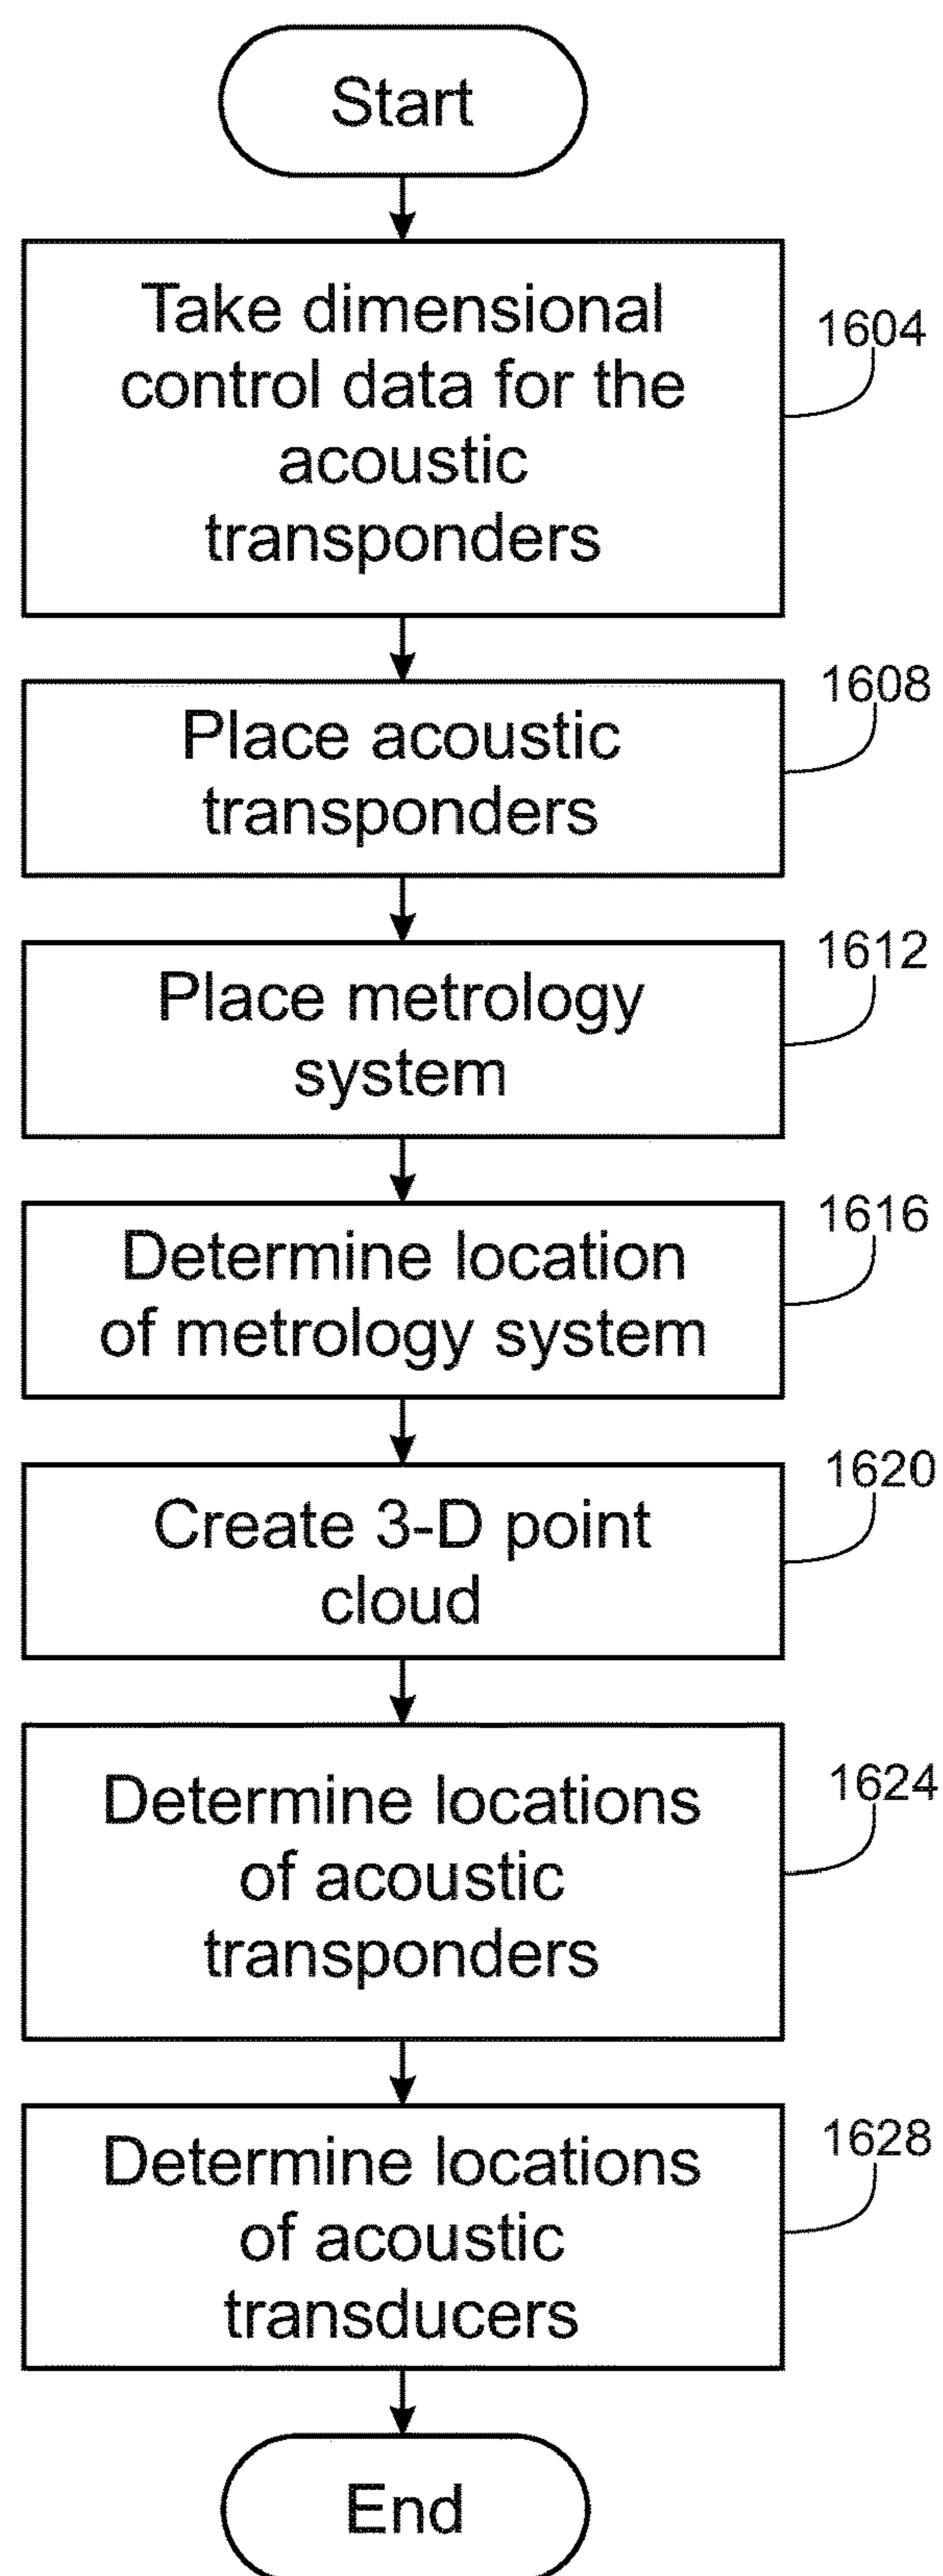 Start
Take dimensional
control data for the
acoustic
transponders
1604
Place acoustic
transponders
1608
Place metrology
system
1612
Determine location
of metrology system
1616
Create 3-D point
cloud
1620
Determine locations
of acoustic
transponders
1624
Determine locations
of acoustic
transducers
1628
End